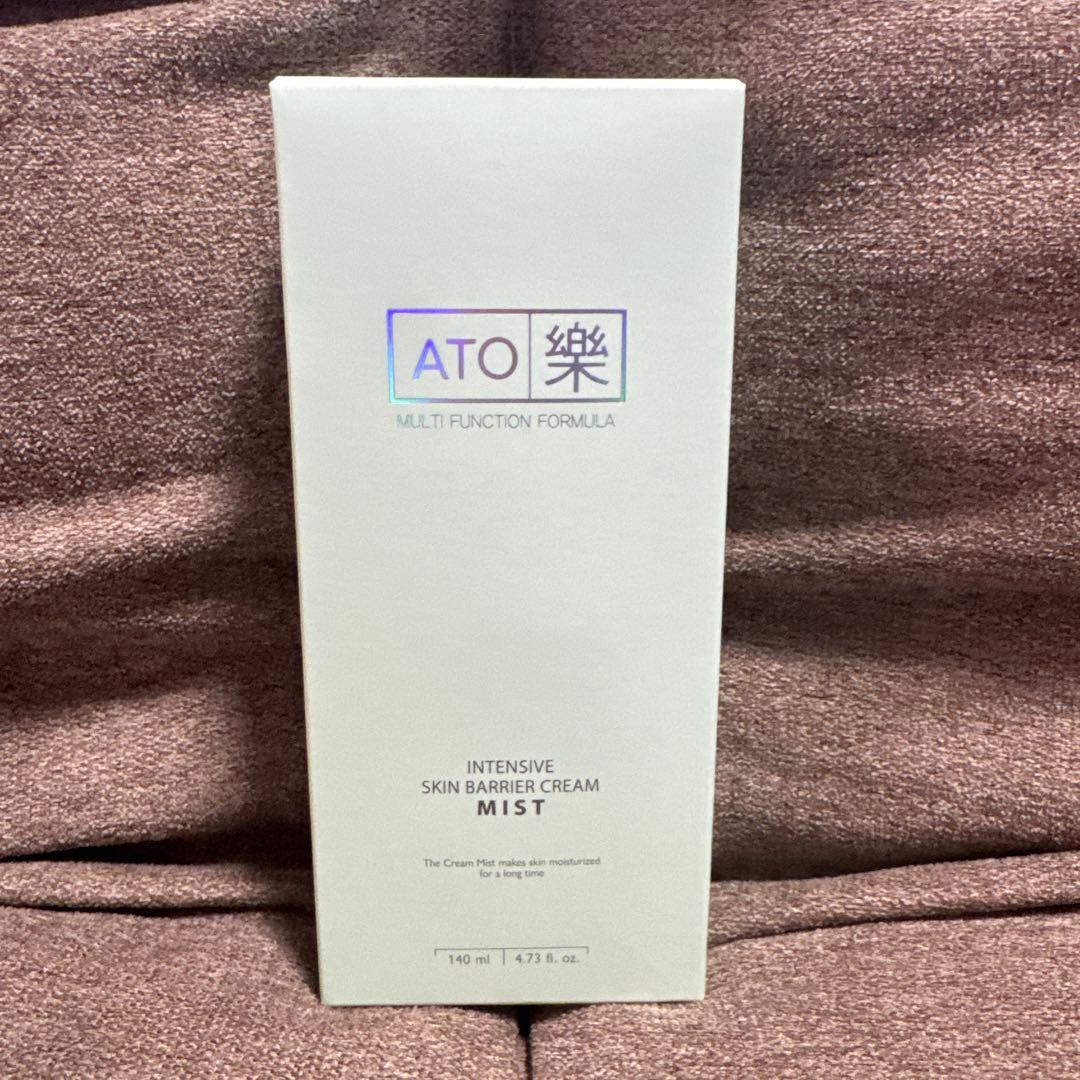 ATO 樂
MULTI FUNCTION FORMULA
INTENSIVE
SKIN BARRIER CREAM
MIST
The Cream Mist makes skin moisturized
for a long time
140 ml 4.73 fl. oz.